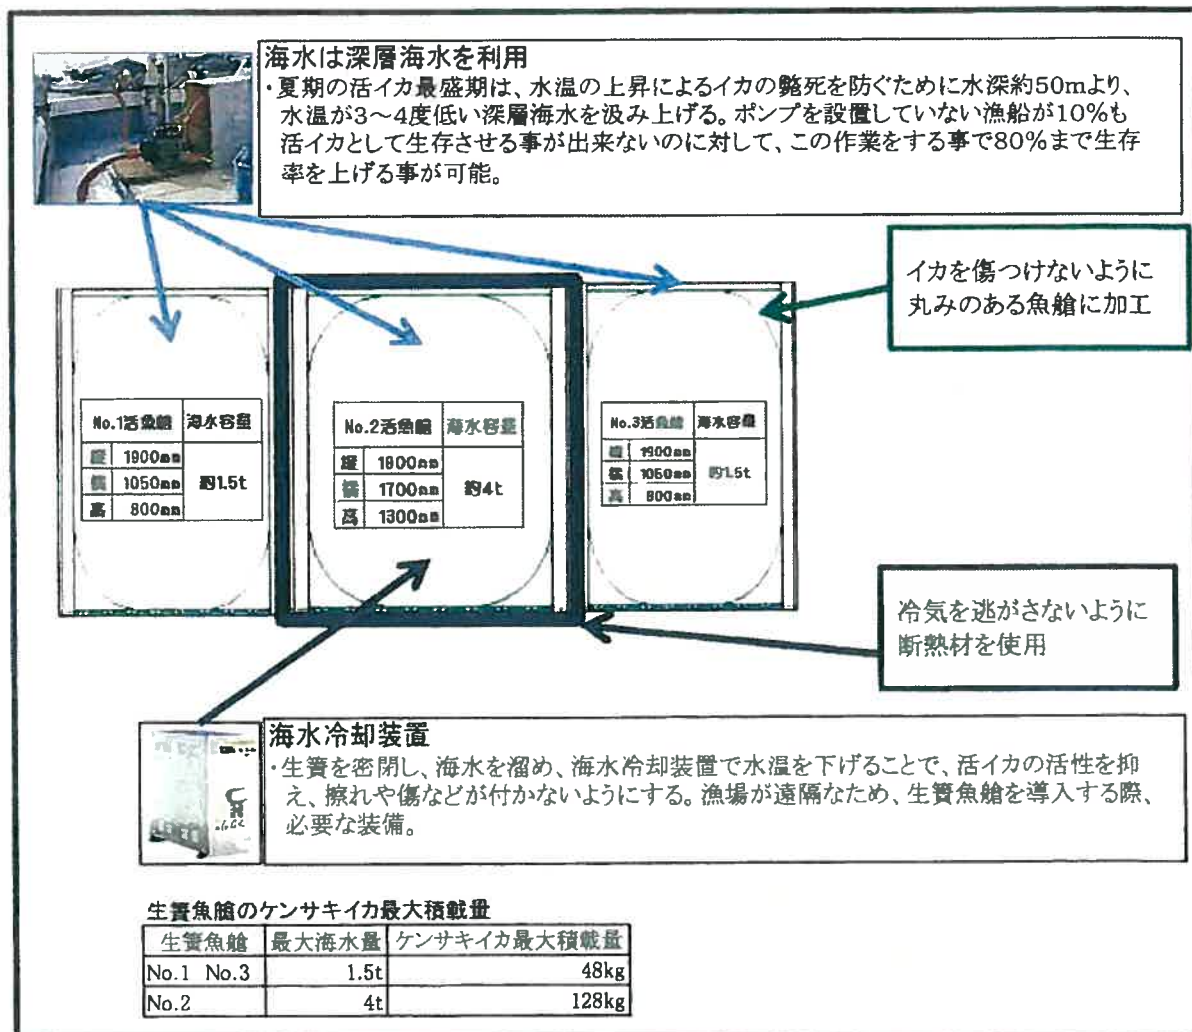 海水は深層海水を利用
・夏期の活イカ最盛期は、水温の上昇によるイカの斃死を防ぐために水深約50mより、
水温が3～4度低い深層海水を汲み上げる。ポンプを設置していない漁船が10%も
活イカとして生存させる事が出来ないのに対して、この作業をする事で80%まで生存
率を上げる事が可能。
イカを傷つけないように
丸みのある魚艙に加工
No.1活魚艙 海水容量
縦 1900mm
横 1050mm 約1.5t
高 800mm
No.2活魚艙 海水容量
縦 1800mm
横 1700mm 約4t
高 1300mm
No.3活魚艙 海水容量
縦 1900mm
横 1050mm 約1.5t
高 800mm
冷気を逃がさないように
断熱材を使用
海水冷却装置
・生簀を密閉し、海水を溜め、海水冷却装置で水温を下げることで、活イカの活性を抑
え、擦れや傷などが付かないようにする。漁場が遠隔なため、生簀魚艙を導入する際、
必要な装備。
生簀魚艙のケンサキイカ最大積載量
生簀魚艙 最大海水量 ケンサキイカ最大積載量
No.1 No.3 1.5t 48kg
No.2 4t 128kg